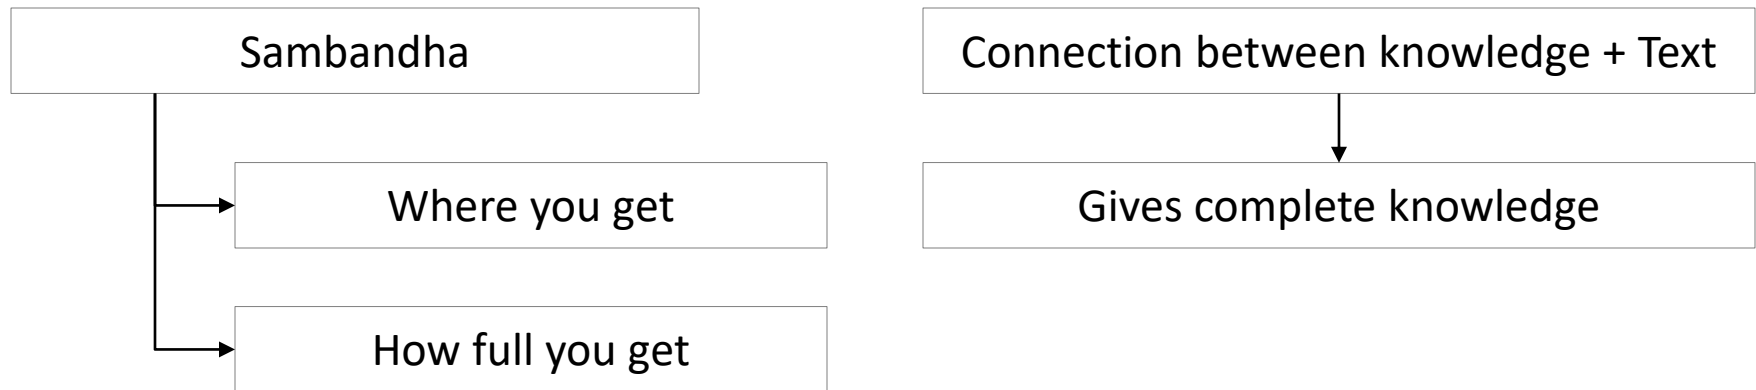 Sambandha
Where you get
How full you get
Connection between knowledge + Text
Gives complete knowledge